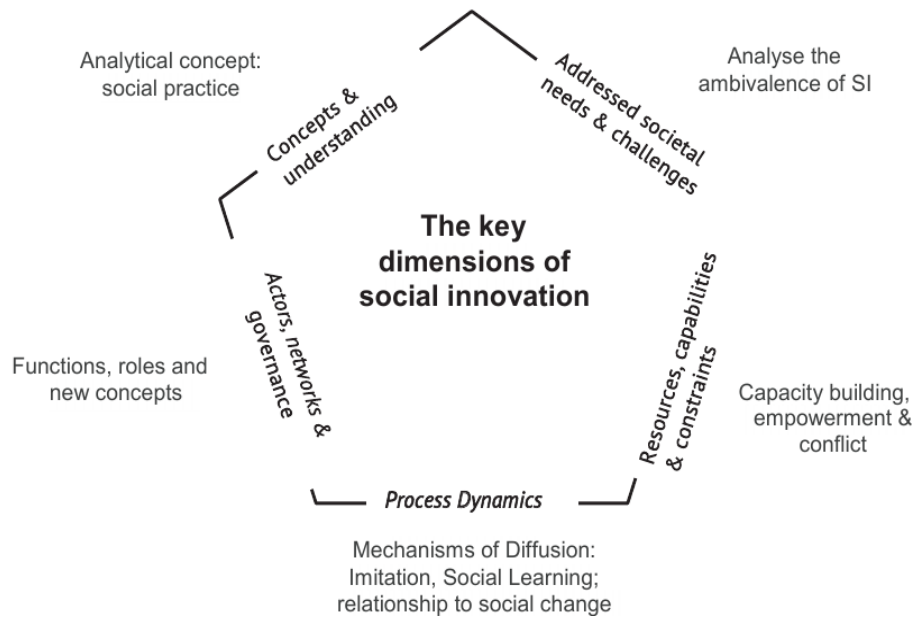 Analytical concept:
social practice
Concepts &
understanding
Addressed societal
needs & challenges
Analyse the
ambivalence of SI
The key
dimensions of
social innovation
Actors, networks &
governance
Functions, roles and
new concepts
Resources, capabilities
& constraints
Capacity building,
empowerment &
conflict
Process Dynamics
Mechanisms of Diffusion:
Imitation, Social Learning;
relationship to social change